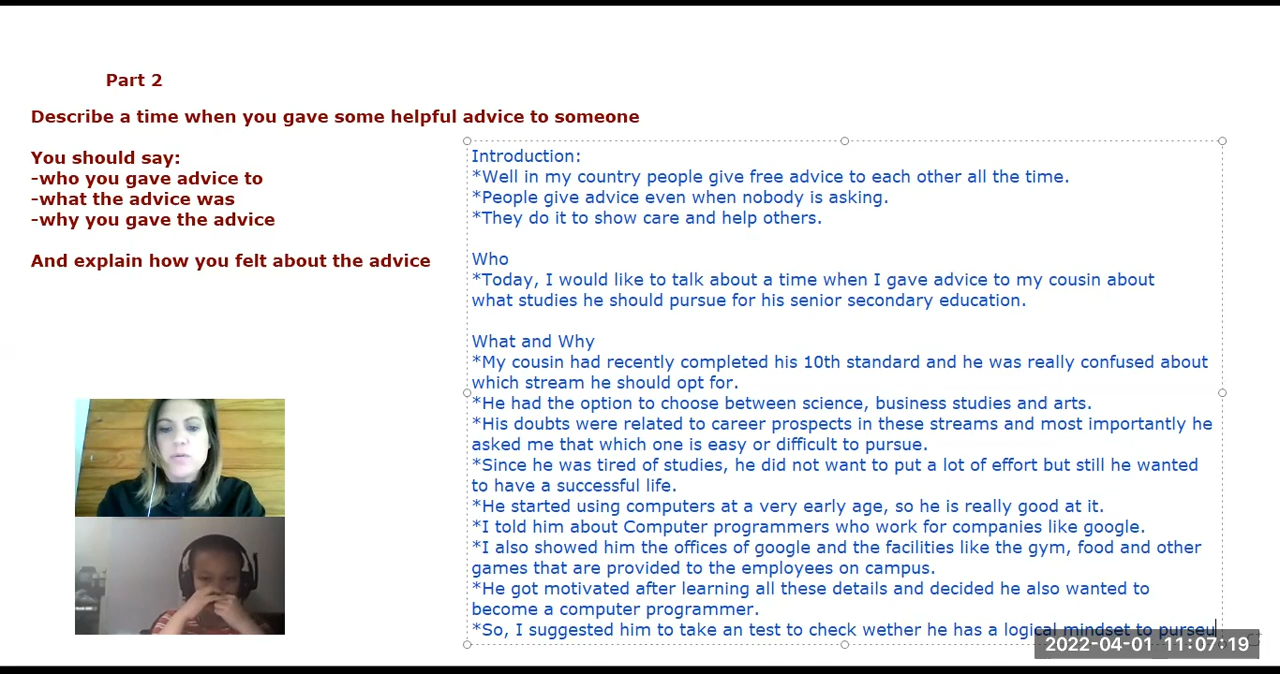 Part 2
Describe a time when you gave some helpful advice to someone
You should say:
-who you gave advice to
-what the advice was
-why you gave the advice
And explain how you felt about the advice
Introduction:
*Well in my country people give free advice to each other all the time.
*People give advice even when nobody is asking.
*They do it to show care and help others.
Who
*Today, I would like to talk about a time when I gave advice to my cousin about
what studies he should pursue for his senior secondary education.
What and Why
*My cousin had recently completed his 10th standard and he was really confused about
which stream he should opt for.
*He had the option to choose between science, business studies and arts.
*His doubts were related to career prospects in these streams and most importantly he
asked me that which one is easy or difficult to pursue.
*Since he was tired of studies, he did not want to put a lot of effort but still he wanted
to have a successful life.
*He started using computers at a very early age, so he is really good at it.
*I told him about Computer programmers who work for companies like google.
*I also showed him the offices of google and the facilities like the gym, food and other
games that are provided to the employees on campus.
*He got motivated after learning all these details and decided he also wanted to
become a computer programmer.
*So, I suggested him to take an test to check wether he has a logical mindset to purseu
2022-04-01 11:07:19